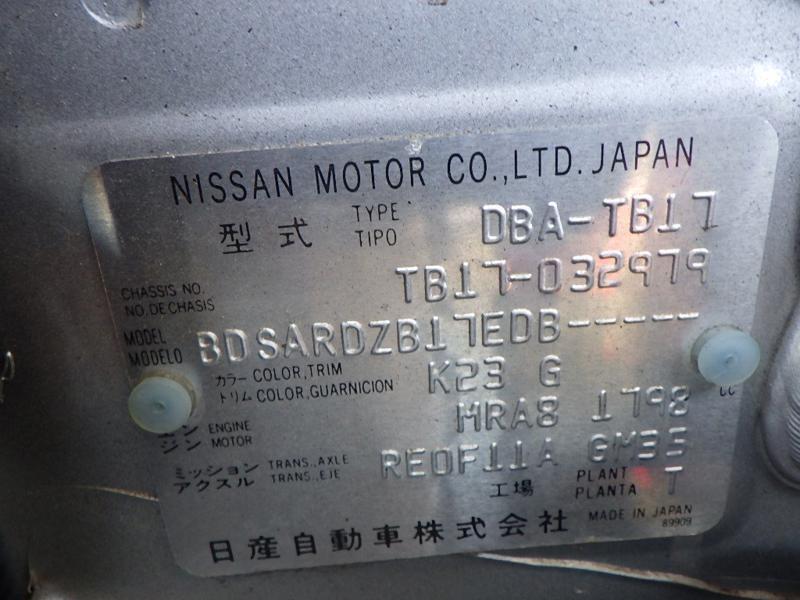 NISSAN MOTOR CO.,LTD. JAPAN
型式 TYPE TIPO DBA-TB17
CHASSIS NO. NO, DE CHASIS TB17-032979
MODEL MODELO BDSARDZB17EDB-----
カラー COLOR, TRIM トリム COLOR, GUARNICION K23 G
ンジン ENGINE MOTOR MRA8 1798 CC
ミッション TRANS., AXLE アクスル TRANS., EJE RE0F11A GM33
工場 PLANT PLANTA T
日産自動車株式会社 MADE IN JAPAN
89909